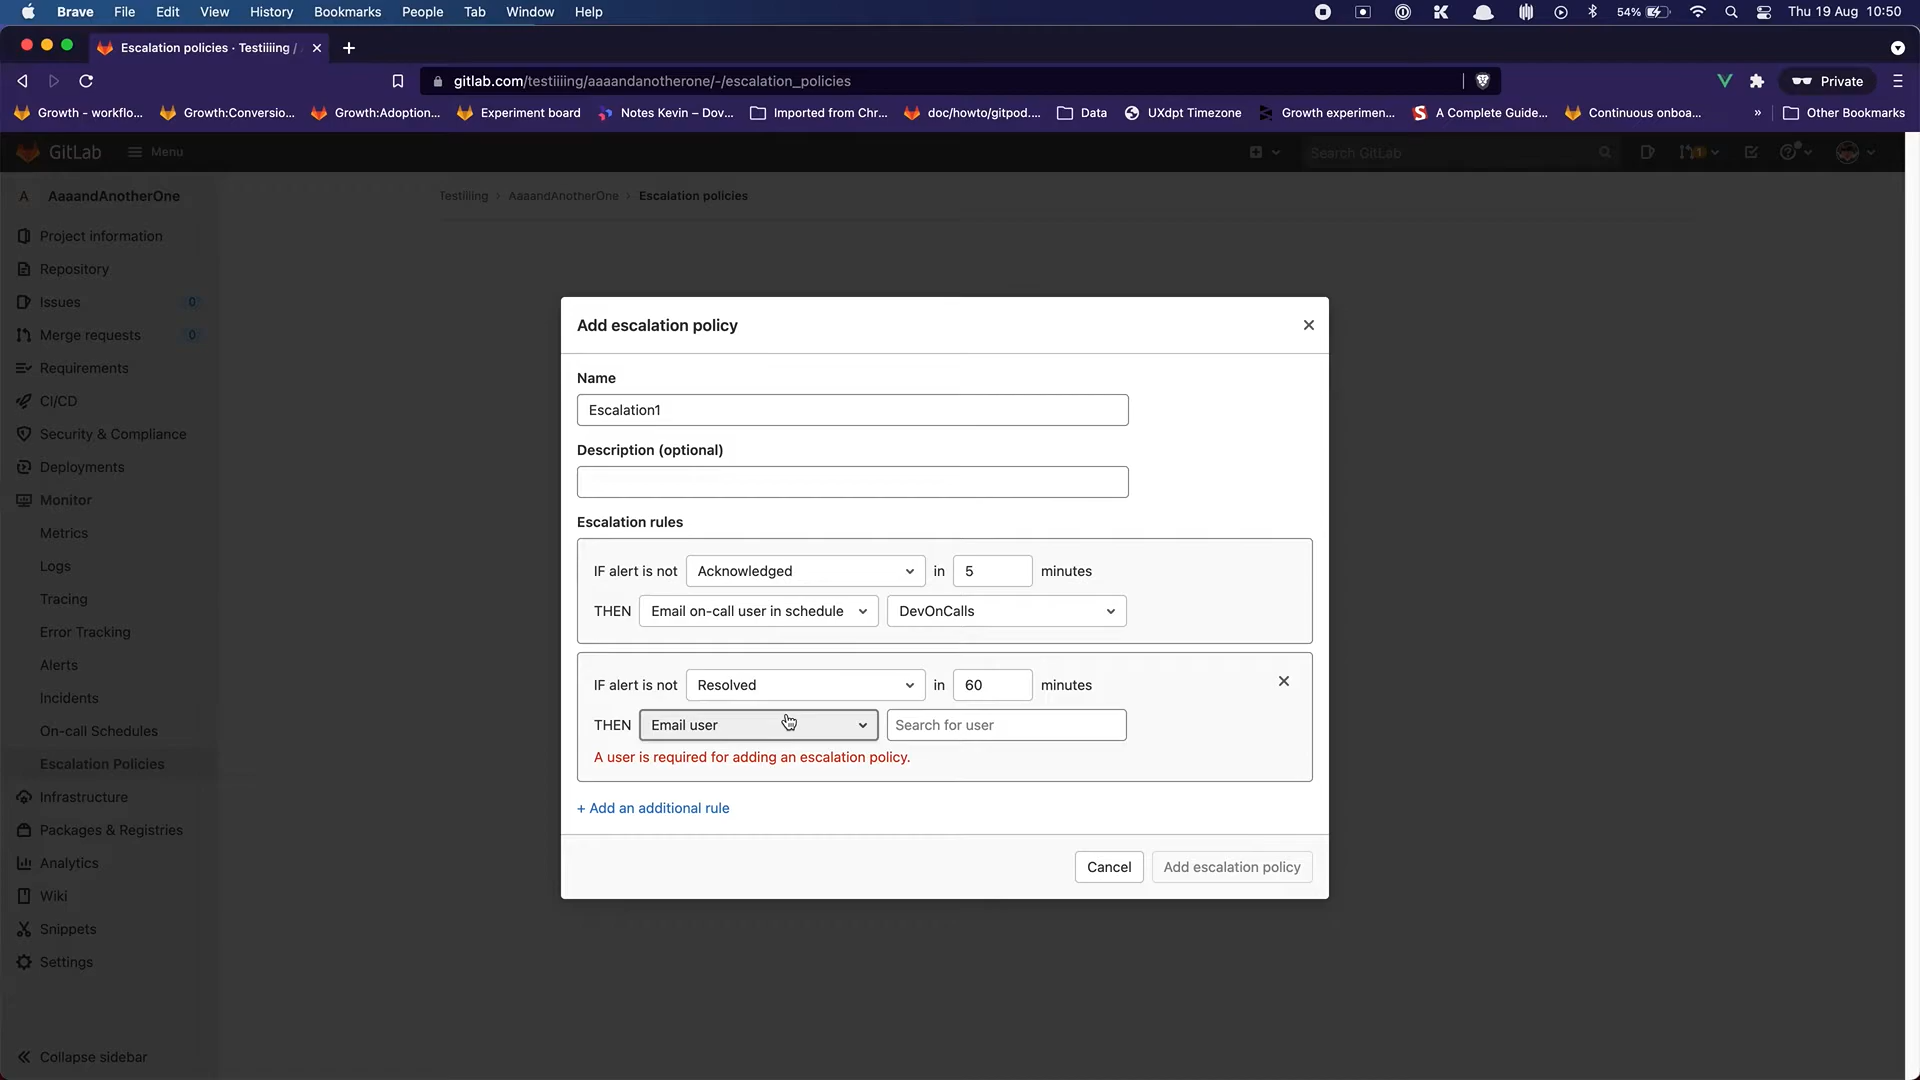 Brave File Edit View History Bookmarks People Tab Window Help 54% Thu 19 Aug 10:50
Escalation policies · Testiiiing /
gitlab.com/testiiiing/aaaandanotherone/-/escalation_policies Private
Growth - workflo... Growth:Conversio... Growth:Adoption... Experiment board Notes Kevin – Dov... Imported from Chr... doc/howto/gitpod.... Data UXdpt Timezone Growth experimen... A Complete Guide... Continuous onboa... » Other Bookmarks
GitLab Menu Search GitLab 1
A AaaandAnotherOne
Testiiiing › AaaandAnotherOne › Escalation policies
Project information
Repository
Issues 0
Merge requests 0
Requirements
CI/CD
Security & Compliance
Deployments
Monitor
Metrics
Logs
Tracing
Error Tracking
Alerts
Incidents
On-call Schedules
Escalation Policies
Infrastructure
Packages & Registries
Analytics
Wiki
Snippets
Settings
Collapse sidebar
Add escalation policy
Name
Escalation1
Description (optional)
Escalation rules
IF alert is not Acknowledged in 5 minutes
THEN Email on-call user in schedule DevOnCalls
IF alert is not Resolved in 60 minutes
THEN Email user Search for user
A user is required for adding an escalation policy.
+ Add an additional rule
Cancel Add escalation policy